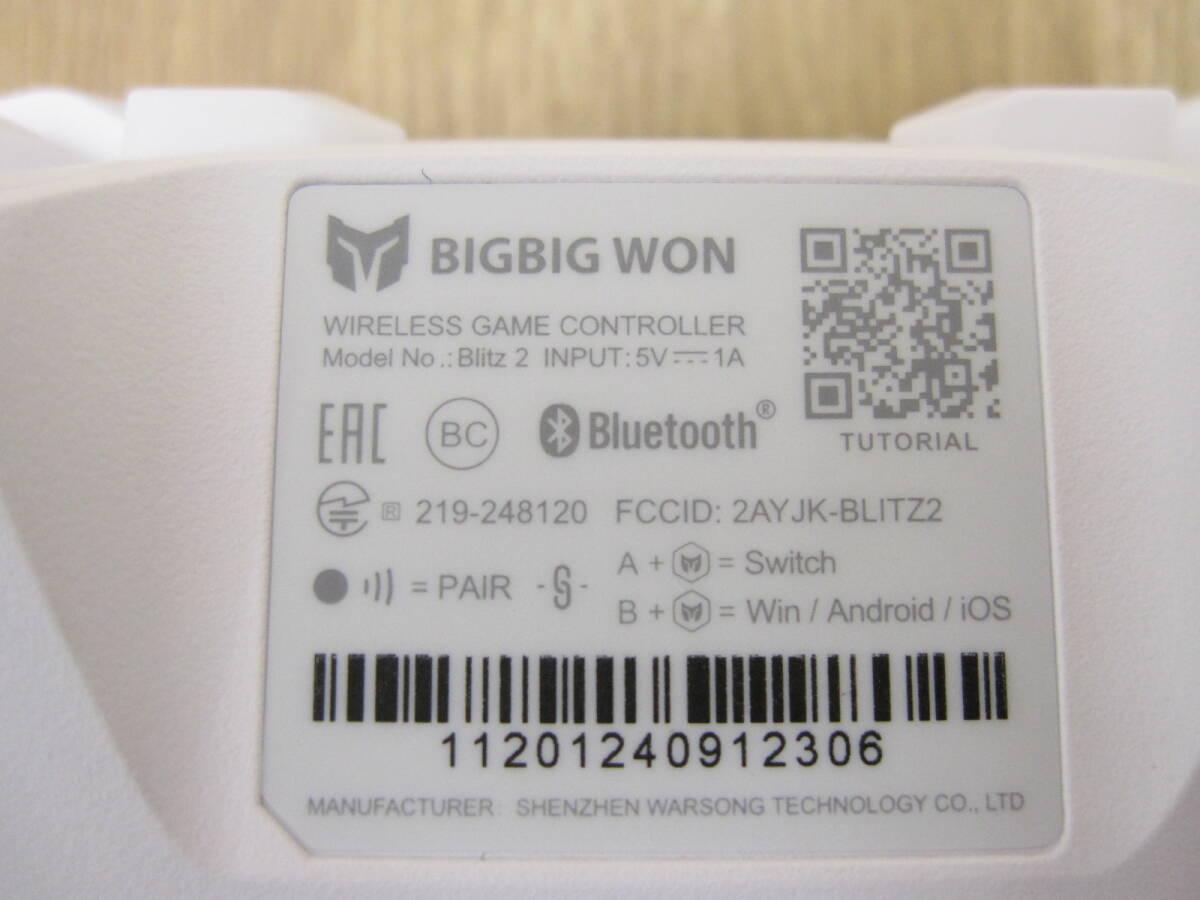 BIGBIG WON
WIRELESS GAME CONTROLLER
Model No.:Blitz 2 INPUT: 5V 1A
TUTORIAL
EAC BC Bluetooth®
R 219-248120 FCCID: 2AYJK-BLITZ2
= PAIR
A + = Switch
B + = Win / Android / iOS
11201240912306
MANUFACTURER: SHENZHEN WARSONG TECHNOLOGY CO., LTD